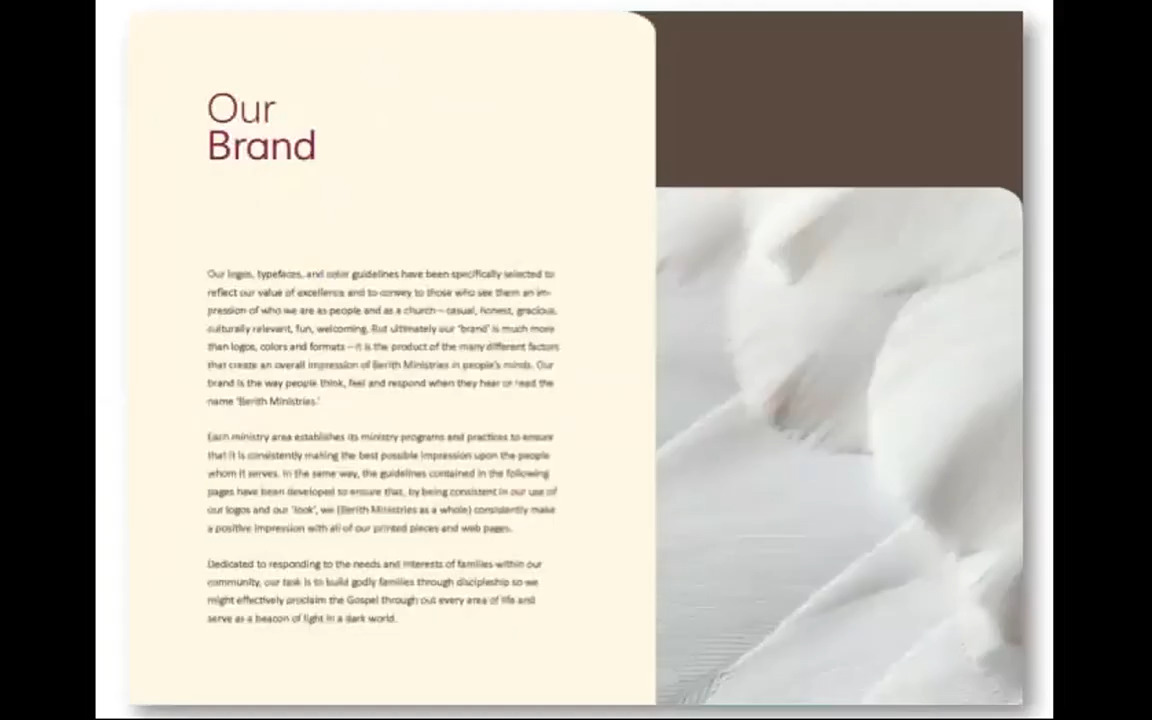 Our
Brand
Our logos, typefaces, and color guidelines have been specifically selected to
reflect our value of excellence and to convey to those who see them an im-
pression of who we are as people and as a church—casual, honest, gracious,
culturally relevant, fun, welcoming. But ultimately our 'brand' is much more
than logos, colors and formats—it is the product of the many different factors
that create an overall impression of Berith Ministries in people's minds. Our
brand is the way people think, feel and respond when they hear or read the
name 'Berith Ministries.'
Each ministry area establishes its ministry programs and practices to ensure
that it is consistently making the best possible impression upon the people
whom it serves. In the same way, the guidelines contained in the following
pages have been developed to ensure that, by being consistent in our use of
our logos and our 'look', we (Berith Ministries as a whole) consistently make
a positive impression with all of our printed pieces and web pages.
Dedicated to responding to the needs and interests of families within our
community, our task is to build godly families through discipleship so we
might effectively proclaim the Gospel through out every area of life and
serve as a beacon of light in a dark world.